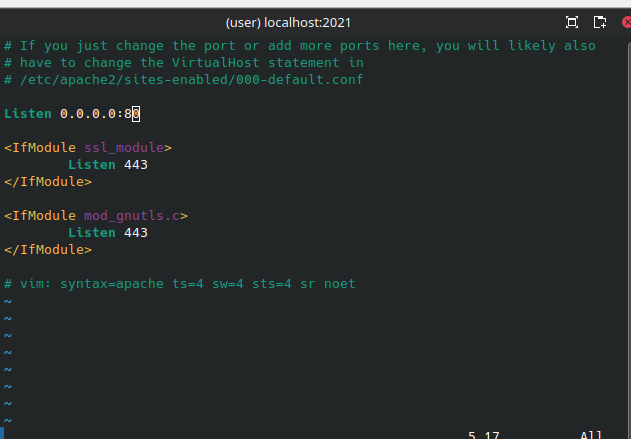 (user) localhost:2021
# If you just change the port or add more ports here, you will likely also
# have to change the VirtualHost statement in
# /etc/apache2/sites-enabled/000-default.conf
Listen 0.0.0.0:80
<IfModule ssl_module>
        Listen 443
</IfModule>
<IfModule mod_gnutls.c>
        Listen 443
</IfModule>
# vim: syntax=apache ts=4 sw=4 sts=4 sr noet
~
~
~
~
~
~
~
~
5,17 All